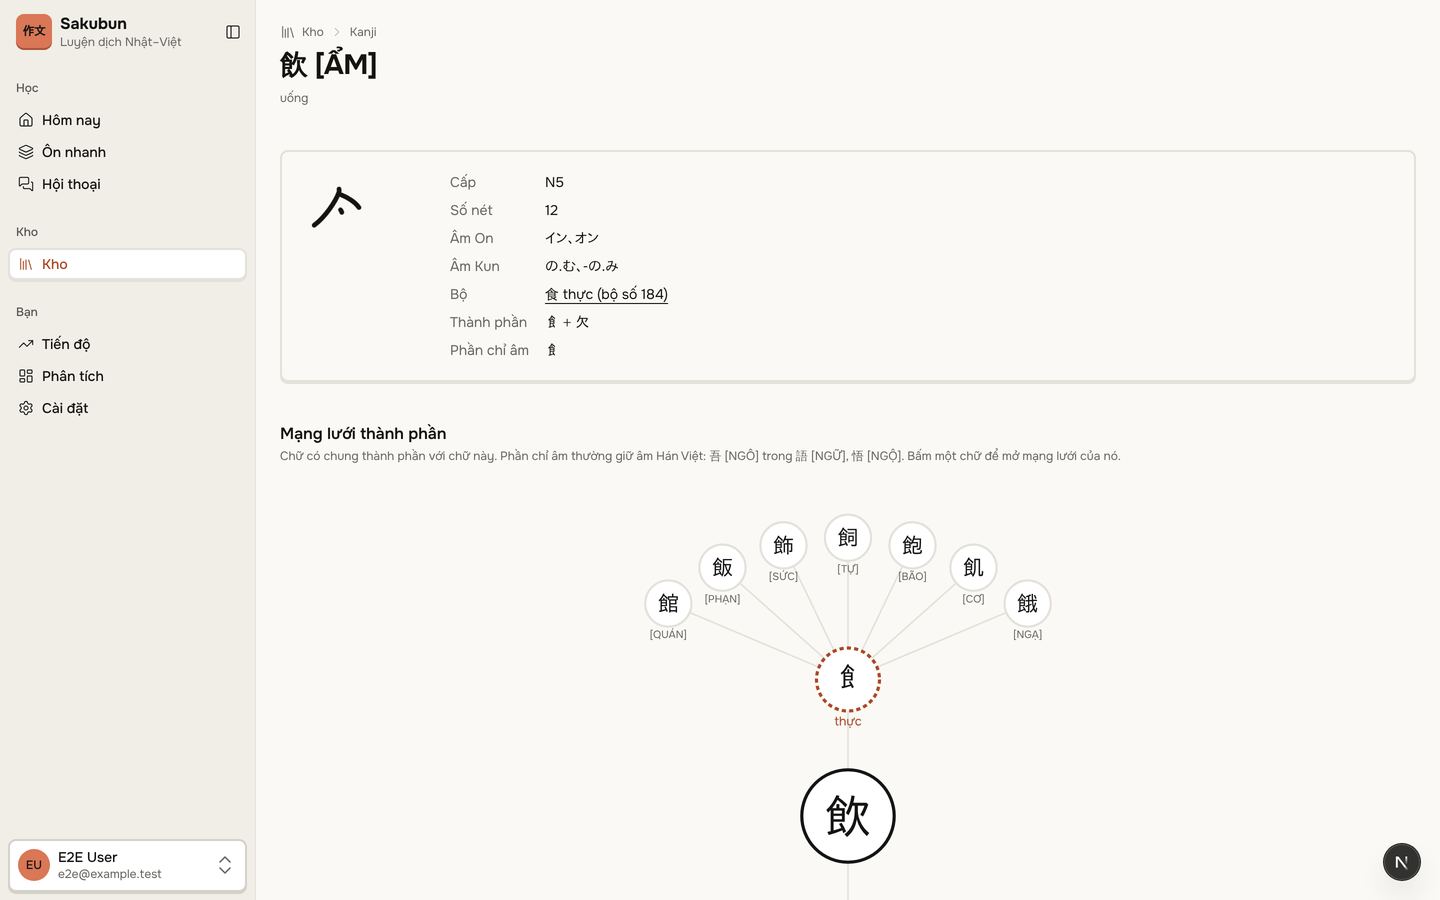 作文
Sakubun
Luyện dịch Nhật–Việt
Học
Hôm nay
Ôn nhanh
Hội thoại
Kho
Kho
Bạn
Tiến độ
Phân tích
Cài đặt
EU
E2E User
e2e@example.test
Kho > Kanji
飲 [ẨM]
uống
Cấp N5
Số nét 12
Âm On イン、オン
Âm Kun の.む、-の.み
Bộ 食 thực (bộ số 184)
Thành phần 飠 + 欠
Phần chỉ âm 飠
Mạng lưới thành phần
Chữ có chung thành phần với chữ này. Phần chỉ âm thường giữ âm Hán Việt: 吾 [NGÔ] trong 語 [NGỮ], 悟 [NGỘ]. Bấm một chữ để mở mạng lưới của nó.
館 [QUÁN]
飯 [PHẠN]
飾 [SỨC]
飼 [TỰ]
飽 [BÃO]
飢 [CƠ]
餓 [NGẠ]
飠
thực
飲
N